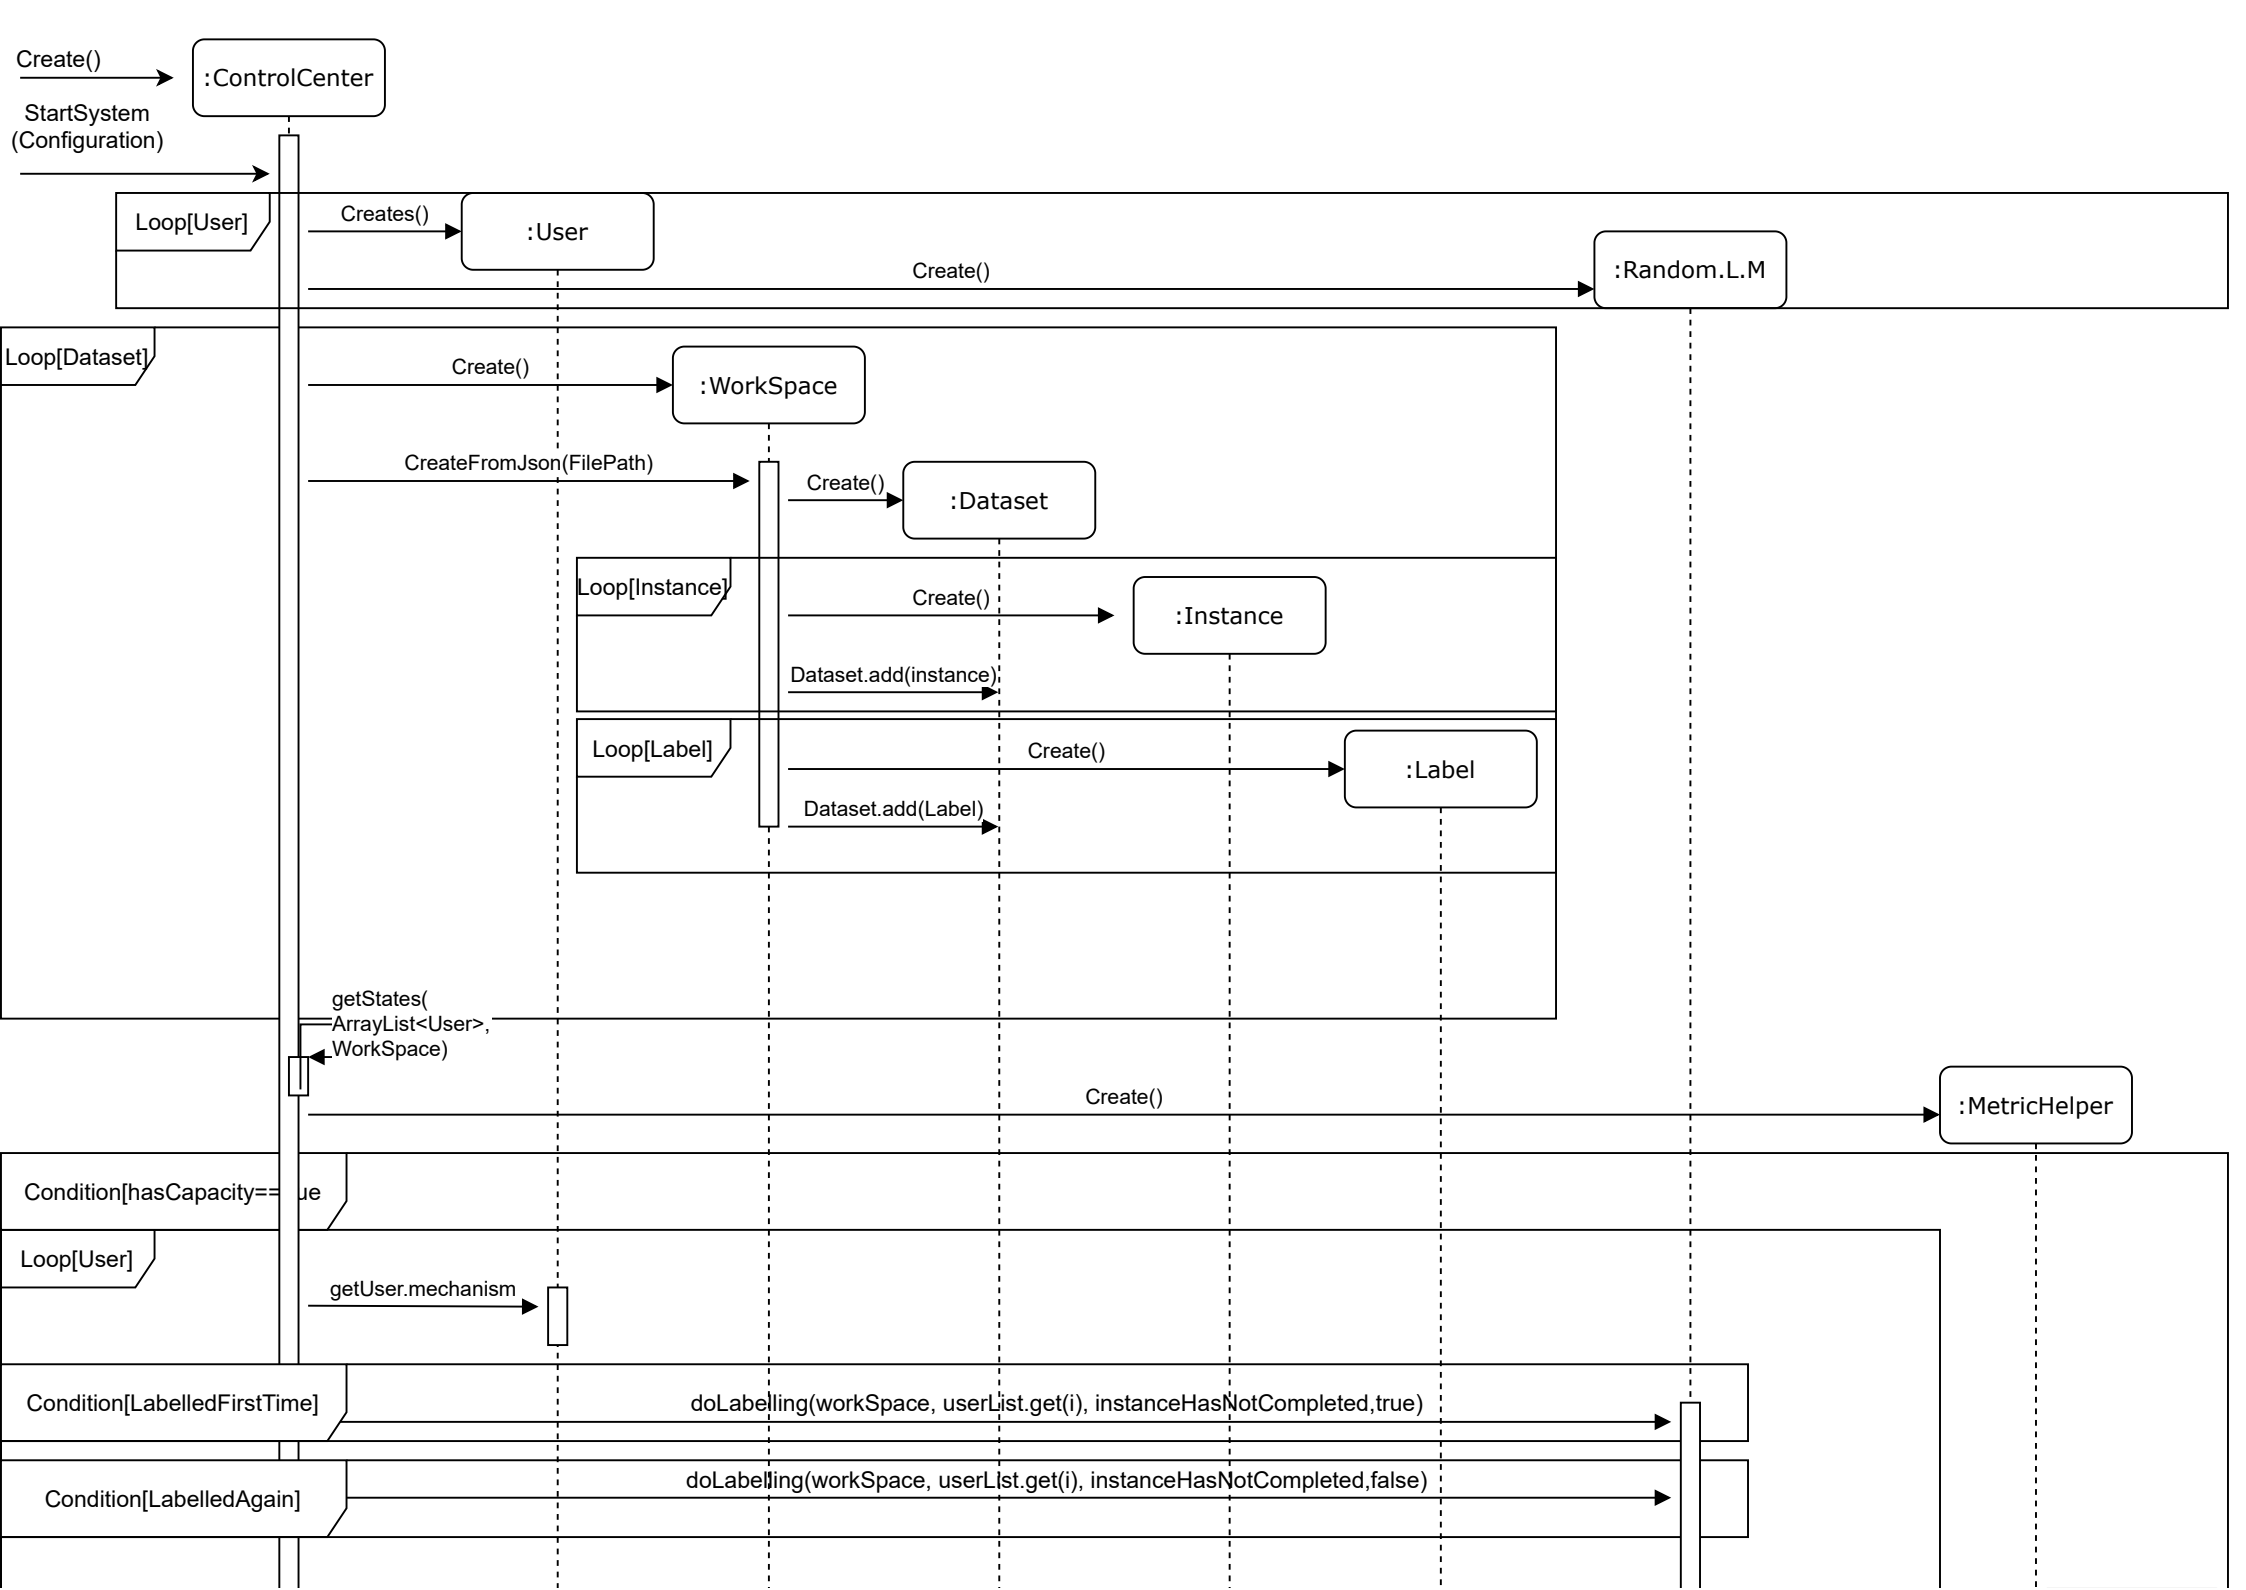 Create()
:ControlCenter
StartSystem
(Configuration)
Loop[User]
Creates()
:User
Create()
:Random.L.M
Loop[Dataset]
Create()
:WorkSpace
CreateFromJson(FilePath)
Create()
:Dataset
Loop[Instance]
Create()
:Instance
Dataset.add(instance)
Loop[Label]
Create()
:Label
Dataset.add(Label)
getStates(
ArrayList<User>,
WorkSpace)
Create()
:MetricHelper
Condition[hasCapacity== ue
Loop[User]
getUser.mechanism
Condition[LabelledFirstTime]
doLabelling(workSpace, userList.get(i), instanceHasNotCompleted,true)
Condition[LabelledAgain]
doLabelling(workSpace, userList.get(i), instanceHasNotCompleted,false)